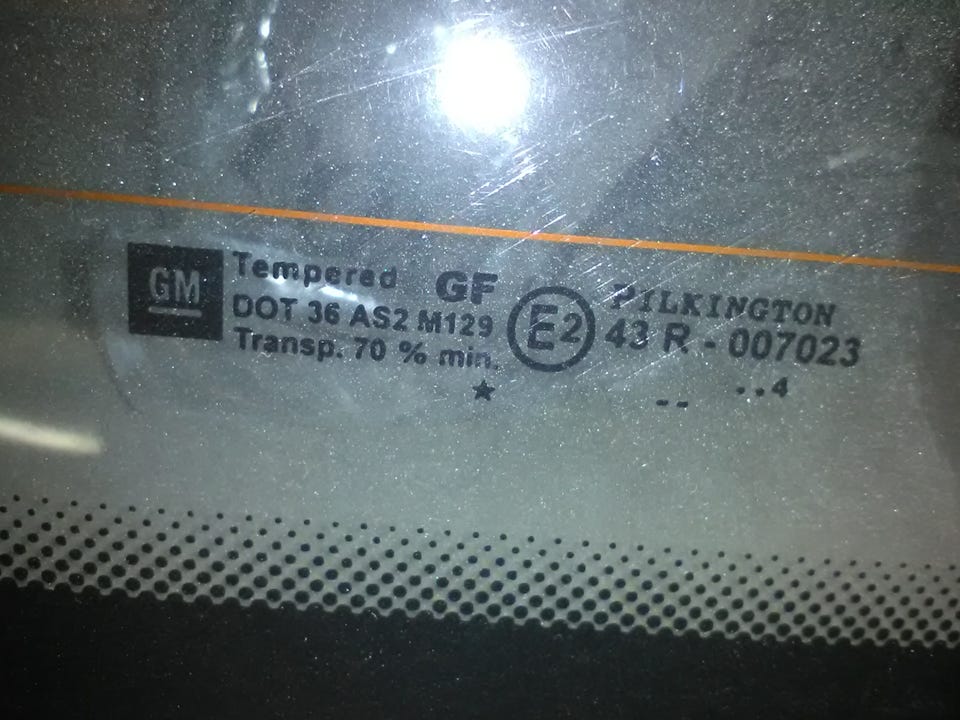 GM
Tempered GF
DOT 36 AS2 M129
Transp. 70 % min.
★
E2
PILKINGTON
43 R - 007023
-- ..4